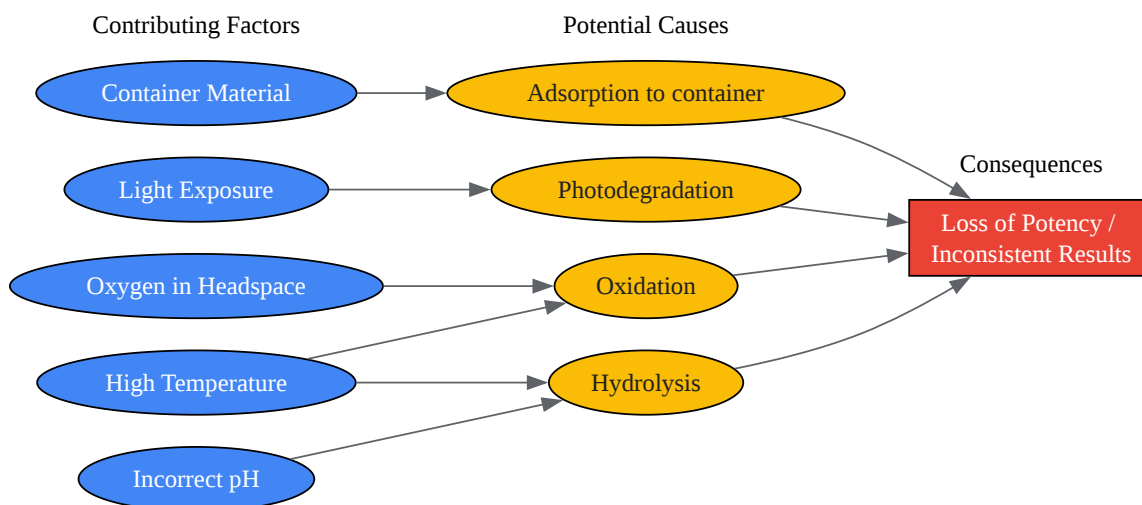 Contributing Factors
Potential Causes
Container Material
Adsorption to container
Consequences
Light Exposure
Photodegradation
Loss of Potency /
Inconsistent Results
Oxygen in Headspace
Oxidation
High Temperature
Hydrolysis
Incorrect pH